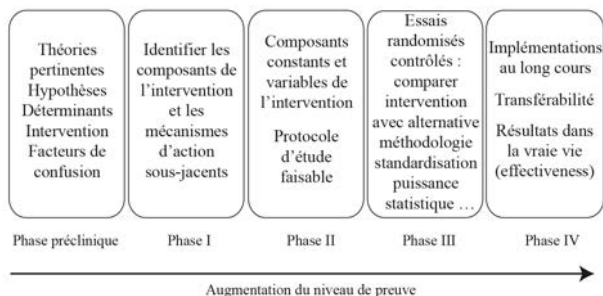 Théories
pertinentes
Hypothèses
Déterminants
Intervention
Facteurs de
confusion
Identifier les
composants de
l'intervention
et les
mécanismes
d'action
sous-jacents
Composants
constants et
variables de
l'intervention
Protocole
d'étude
faisable
Essais
randomisés
contrôlés :
comparer
intervention
avec alternative
méthodologie
standardisation
puissance
statistique ...
Implémentations
au long cours
Transférabilité
Résultats dans
la vraie vie
(effectiveness)
Phase préclinique
Phase I
Phase II
Phase III
Phase IV
Augmentation du niveau de preuve